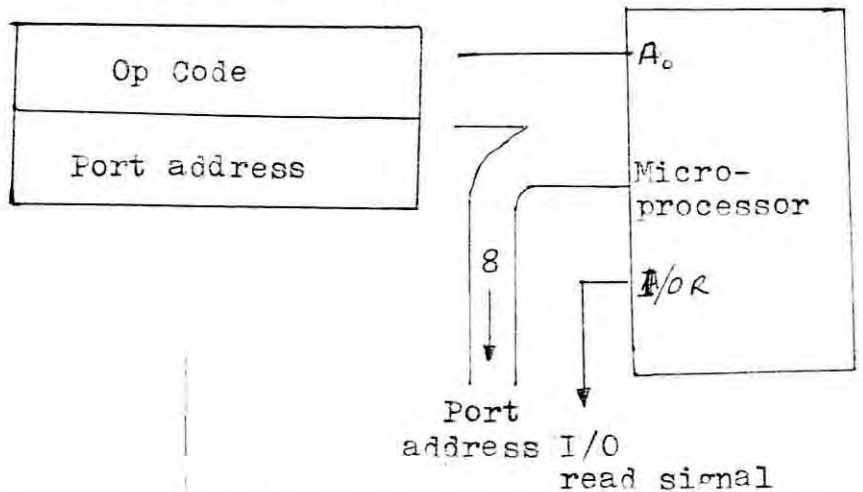 Op Code
Port address
A₀
Micro-
processor
8
I/OR
Port
address
I/O
read signal